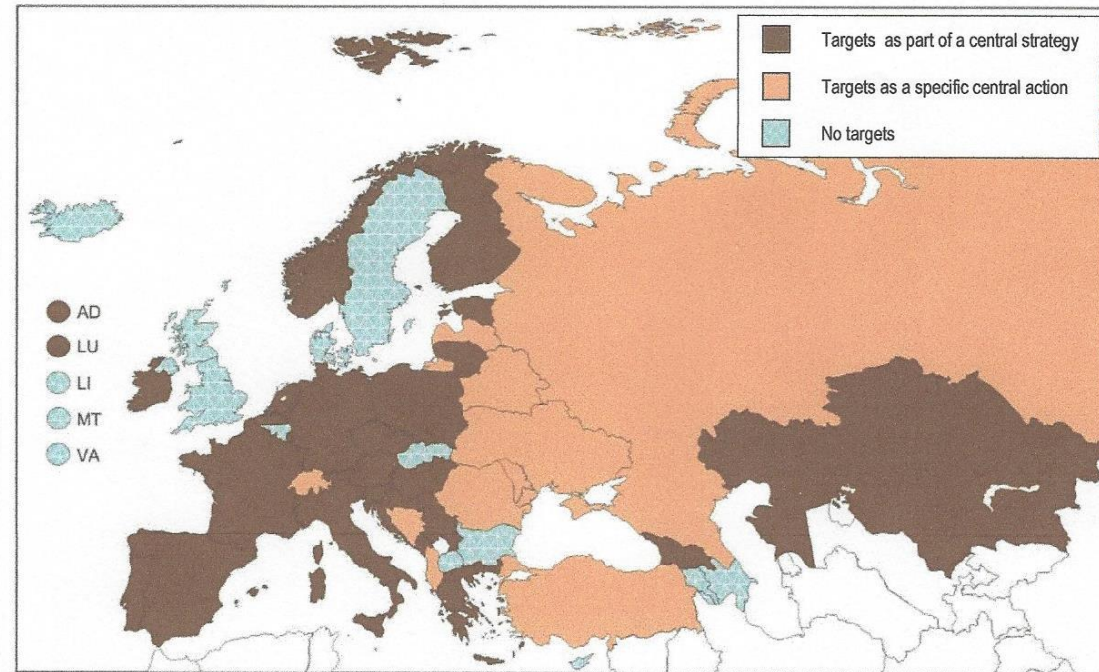 Targets as part of a central strategy
Targets as a specific central action
No targets
AD
LU
LI
MT
VA